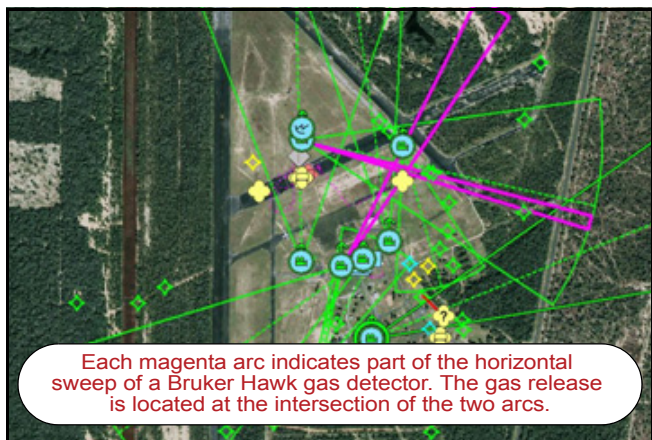 ?
Each magenta arc indicates part of the horizontal
sweep of a Bruker Hawk gas detector. The gas release
is located at the intersection of the two arcs.